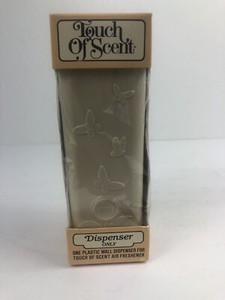 Touch
Of Scent
Dispenser
ONLY
ONE PLASTIC WALL DISPENSER FOR
TOUCH OF SCENT AIR FRESHENER